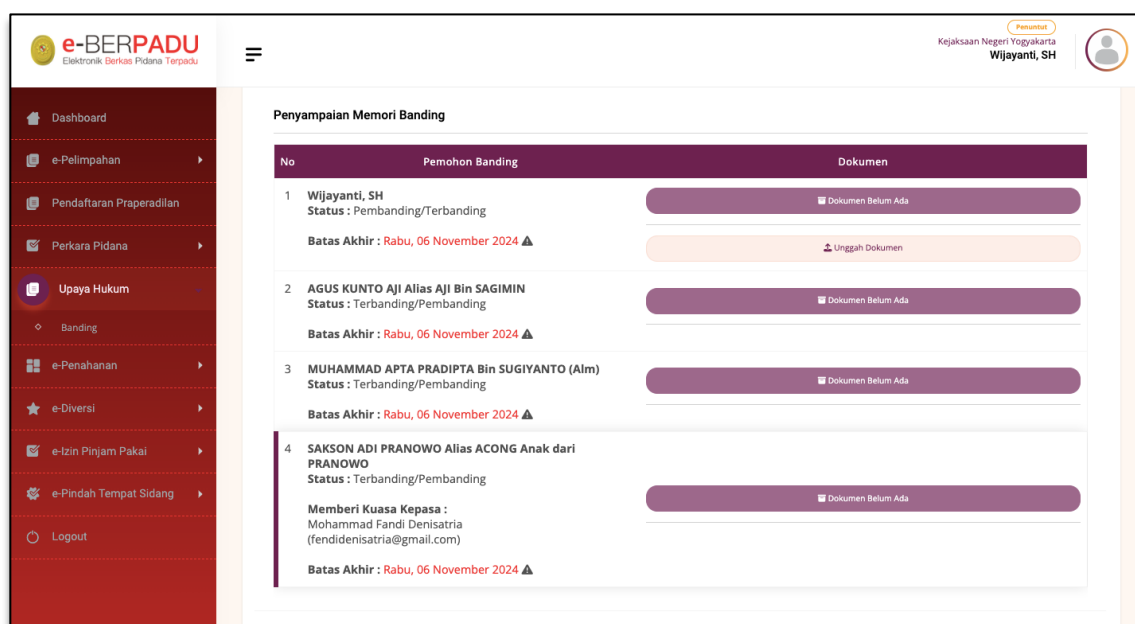 e-BERPADU
Elektronik Berkas Pidana Terpadu
Penuntut
Kejaksaan Negeri Yogyakarta
Wijayanti, SH
Dashboard
e-Pelimpahan
Pendaftaran Praperadilan
Perkara Pidana
Upaya Hukum
Banding
e-Penahanan
e-Diversi
e-Izin Pinjam Pakai
e-Pindah Tempat Sidang
Logout
Penyampaian Memori Banding
No Pemohon Banding Dokumen
1 Wijayanti, SH
Status : Pembanding/Terbanding
Batas Akhir : Rabu, 06 November 2024
Dokumen Belum Ada
Unggah Dokumen
2 AGUS KUNTO AJI Alias AJI Bin SAGIMIN
Status : Terbanding/Pembanding
Batas Akhir : Rabu, 06 November 2024
Dokumen Belum Ada
3 MUHAMMAD APTA PRADIPTA Bin SUGIYANTO (Alm)
Status : Terbanding/Pembanding
Batas Akhir : Rabu, 06 November 2024
Dokumen Belum Ada
4 SAKSON ADI PRANOWO Alias ACONG Anak dari
PRANOWO
Status : Terbanding/Pembanding
Memberi Kuasa Kepasa :
Mohammad Fandi Denisatria
(fendidenisatria@gmail.com)
Batas Akhir : Rabu, 06 November 2024
Dokumen Belum Ada